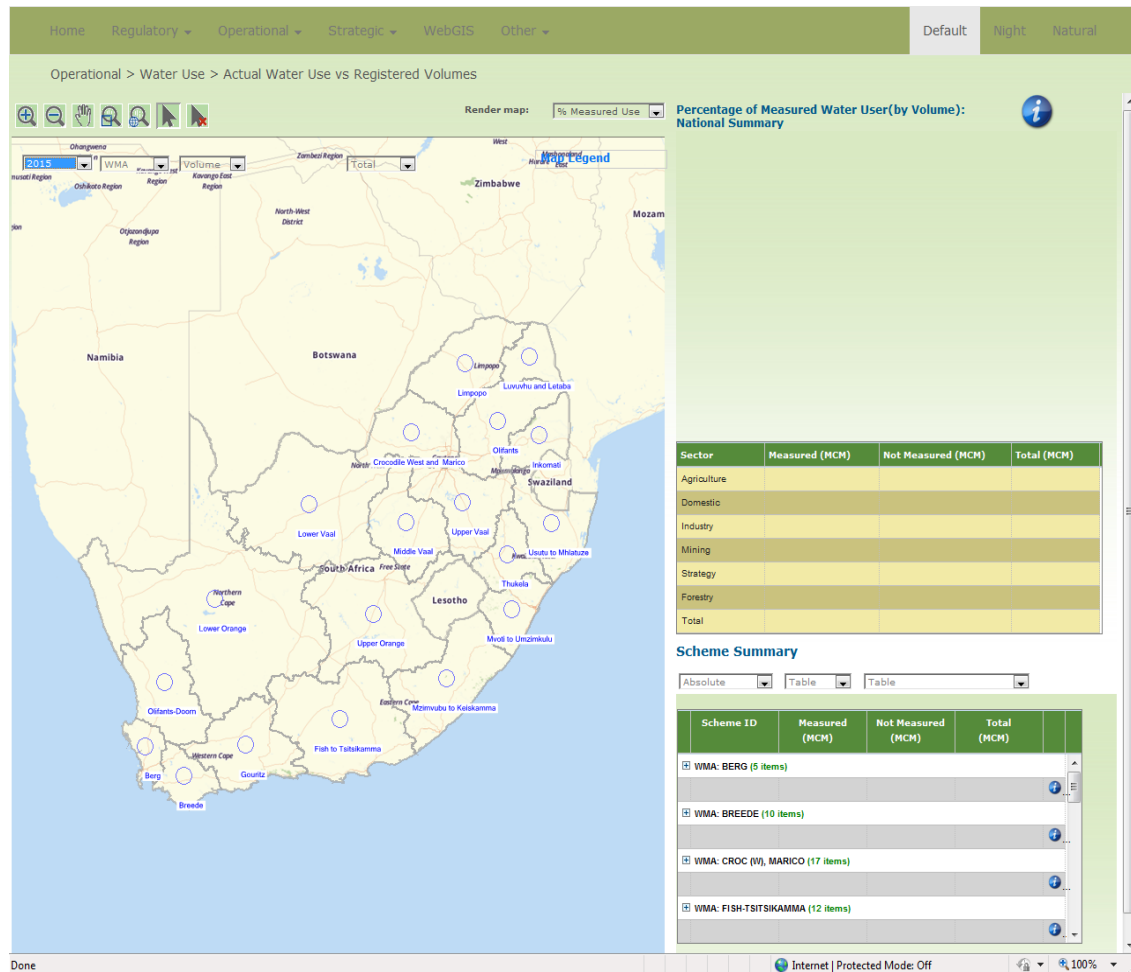 Home Regulatory Operational Strategic WebGIS Other Default Night Natural
Operational > Water Use > Actual Water Use vs Registered Volumes
Render map: % Measured Use
2015 WMA Volume Total
Map Legend
Ohangwena
Zambezi Region
West
Oshikoto Region
Region
Kavango East
Region
Zimbabwe
North-West
District
Mozam
Otjozondjupa
Region
Namibia
Botswana
Limpopo
Limpopo
Luvuvhu and Letaba
Olifants
Crocodile West and Marico
Inkomati
Swaziland
Lower Vaal
Middle Vaal
Upper Vaal
Usutu to Mhlatuze
South Africa
Free State
Thukela
Northern
Cape
Lower Orange
Lesotho
Upper Orange
Mvoti to Umzimkulu
Olifants-Doorn
Eastern Cape
Mzimvubu to Keiskamma
Fish to Tsitsikamma
Western Cape
Berg
Gouritz
Breede
Percentage of Measured Water User(by Volume):
National Summary
Sector Measured (MCM) Not Measured (MCM) Total (MCM)
Agriculture
Domestic
Industry
Mining
Strategy
Forestry
Total
Scheme Summary
Absolute Table Table
Scheme ID Measured (MCM) Not Measured (MCM) Total (MCM)
WMA: BERG (5 items)
...
WMA: BREEDE (10 items)
...
WMA: CROC (W), MARICO (17 items)
...
WMA: FISH-TSITSIKAMMA (12 items)
...
Done Internet | Protected Mode: Off 100%